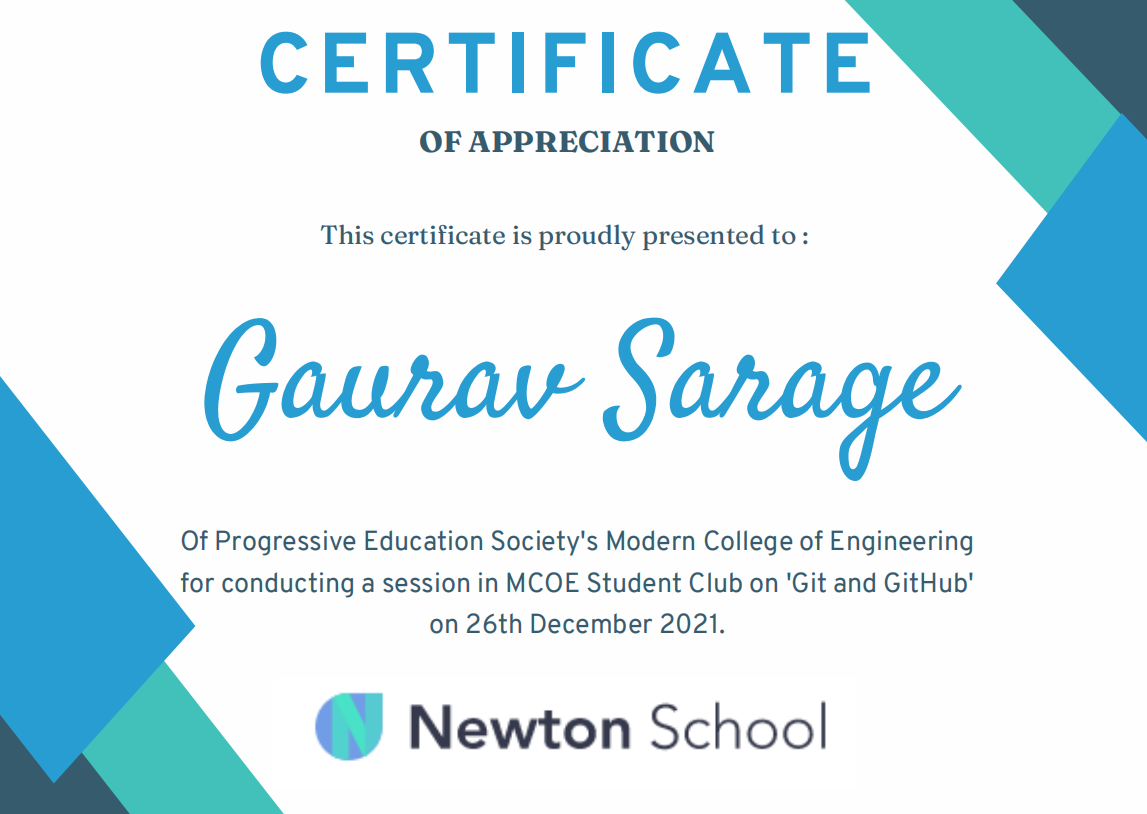 CERTIFICATE
OF APPRECIATION
This certificate is proudly presented to :
Gaurav Sarage
Of Progressive Education Society's Modern College of Engineering
for conducting a session in MCOE Student Club on 'Git and GitHub'
on 26th December 2021.
Newton School